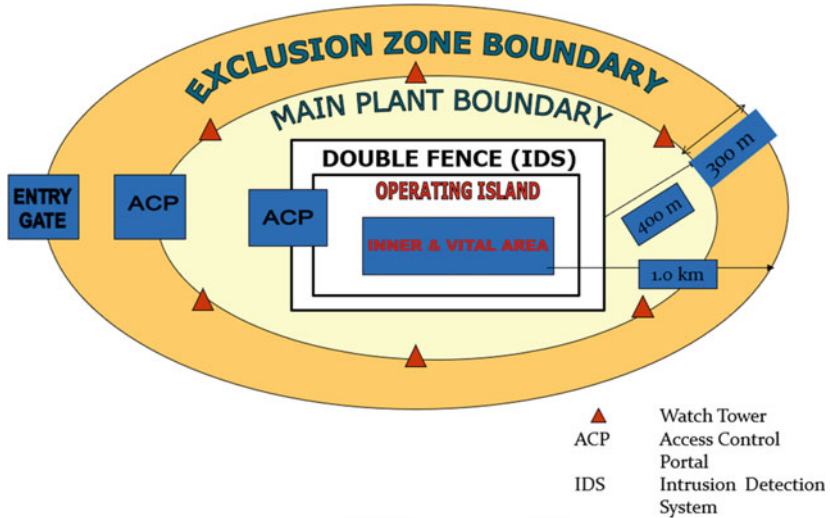 EXCLUSION ZONE BOUNDARY
MAIN PLANT BOUNDARY
DOUBLE FENCE (IDS)
OPERATING ISLAND
INNER & VITAL AREA
ENTRY
GATE
ACP
ACP
300 m
400 m
1.0 km
Watch Tower
ACP Access Control
Portal
IDS Intrusion Detection
System